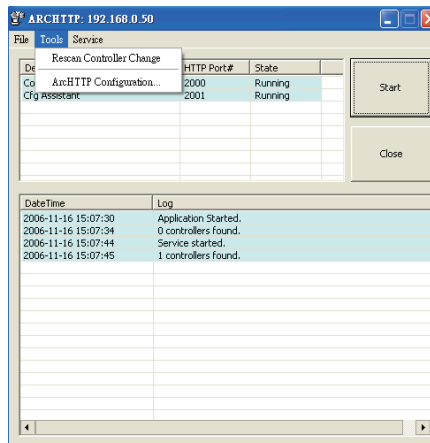 ARCHTTP: 192.168.0.50
File Tools Service
Rescan Controller Change
ArcHTTP Configuration...
De HTTP Port# State
Co 2000 Running
Cfg Assistant 2001 Running
Start
Close
DateTime Log
2006-11-16 15:07:30 Application Started.
2006-11-16 15:07:34 0 controllers found.
2006-11-16 15:07:44 Service started.
2006-11-16 15:07:45 1 controllers found.